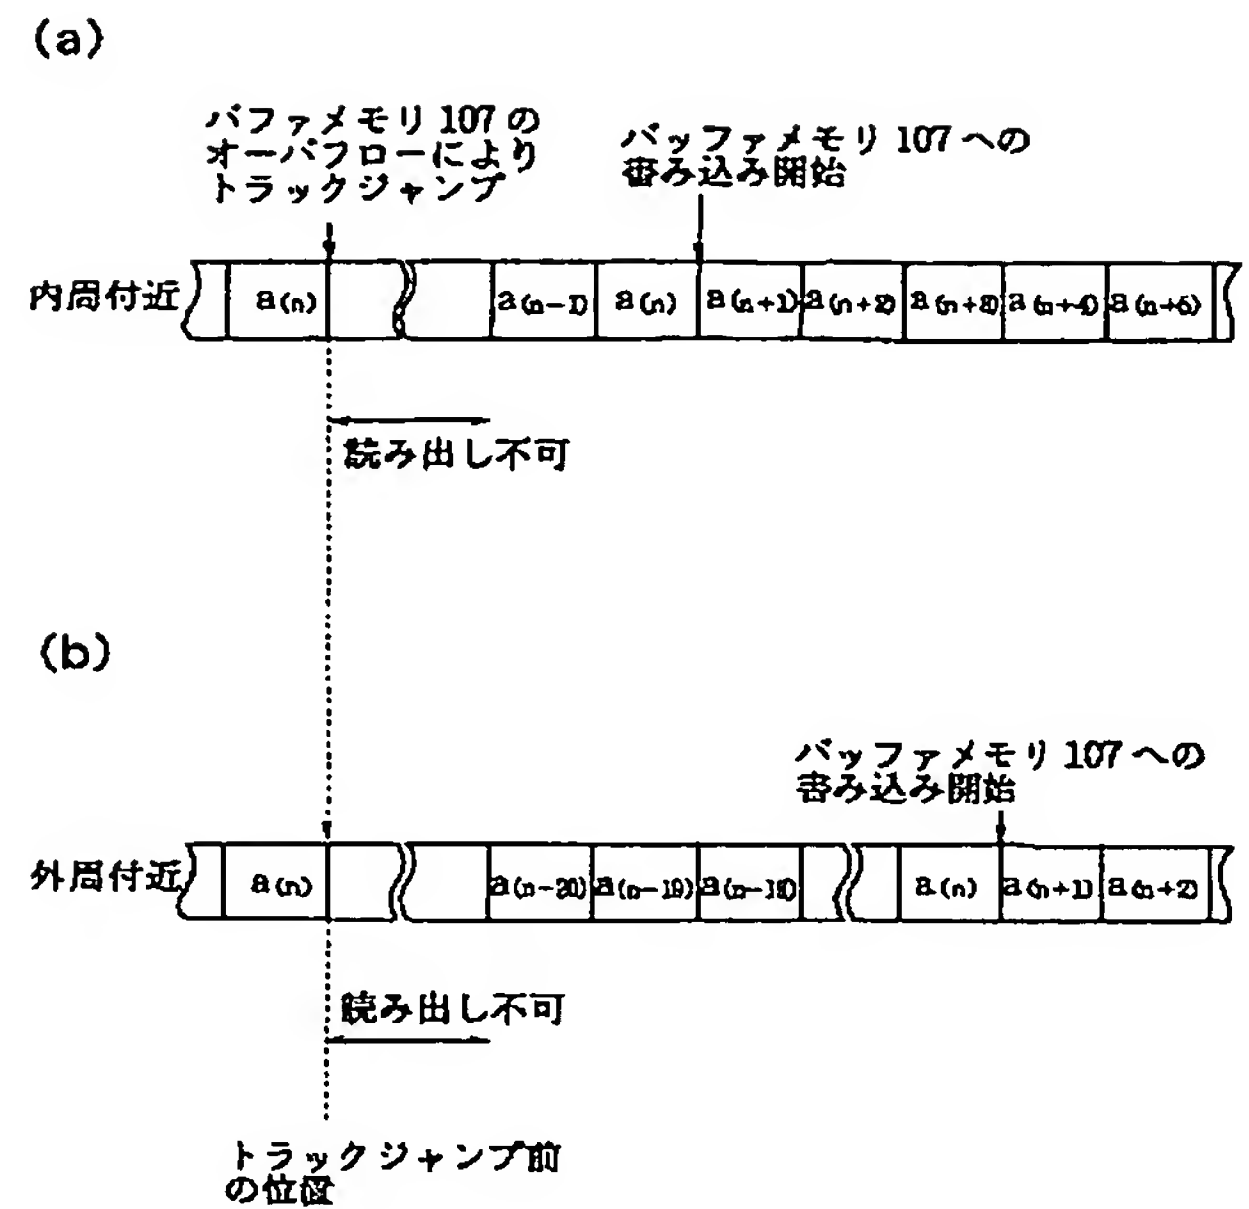 (a)
バファメモリ 107 の
オーバフローにより
トラックジャンプ
バッファメモリ 107 への
書み込み開始
内周付近
a(n)
a(n-1)
a(n)
a(n+1)
a(n+2)
a(n+3)
a(n+4)
a(n+5)
読み出し不可
(b)
バッファメモリ 107 への
書み込み開始
外周付近
a(n)
a(n-20)
a(n-19)
a(n-18)
a(n)
a(n+1)
a(n+2)
読み出し不可
トラックジャンプ前
の位置